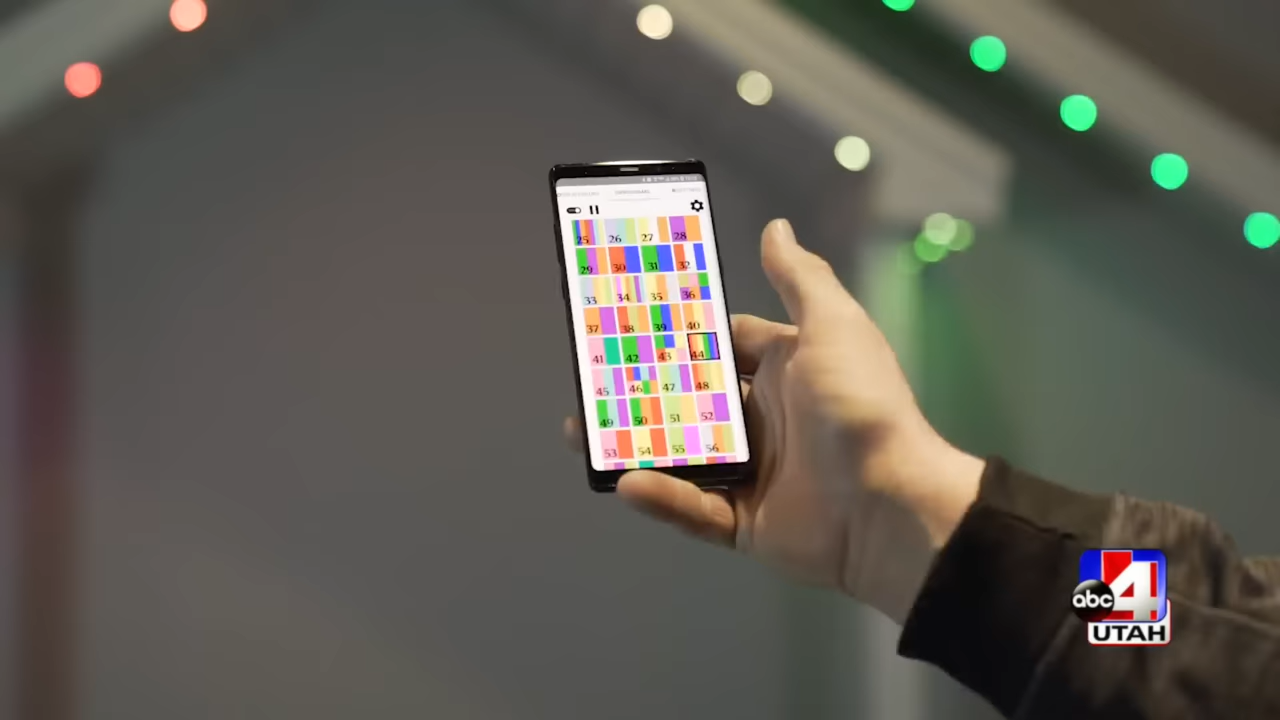 25 26 27 28
29 30 31 32
33 34 35 36
37 38 39 40
41 42 43 44
45 46 47 48
49 50 51 52
53 54 55 56
abc 4
UTAH